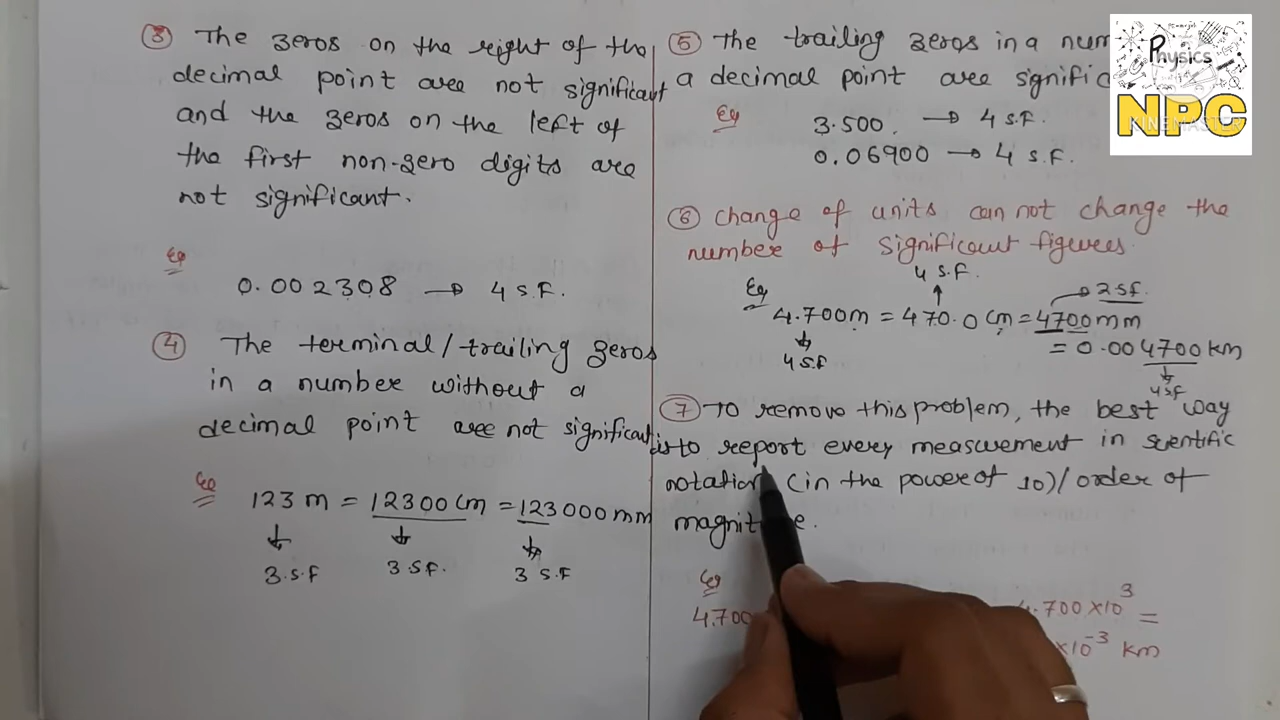 ③ The zeros on the right of the
decimal point are not significant
and the zeros on the left of
the first non-zero digits are
not significant.
Eg
0.002308 → 4 S.F.
④ The terminal/trailing zeros
in a number without a
decimal point are not significant
Eg
123 m = 12300 cm = 123000 mm
3.S.F 3.S.F. 3 S.F
⑤ The trailing zeros in a
a decimal point are
Eg
3.500. → 4 S.F.
0.06900 → 4 S.F.
⑥ change of units can not change the
number of significant figures.
4 S.F.
Eg
2 S.F.
4.700m = 470.0 cm = 4700 mm
= 0.004700 KM
4 S.F
4 S.F
⑦ To remove this problem, the best way
is to report every measurement in scientific
notation (in the power of 10)/order of
Eg
4.700 4.700 × 10³ =
×10⁻³ km
Physics
NPC
KINEMASTER